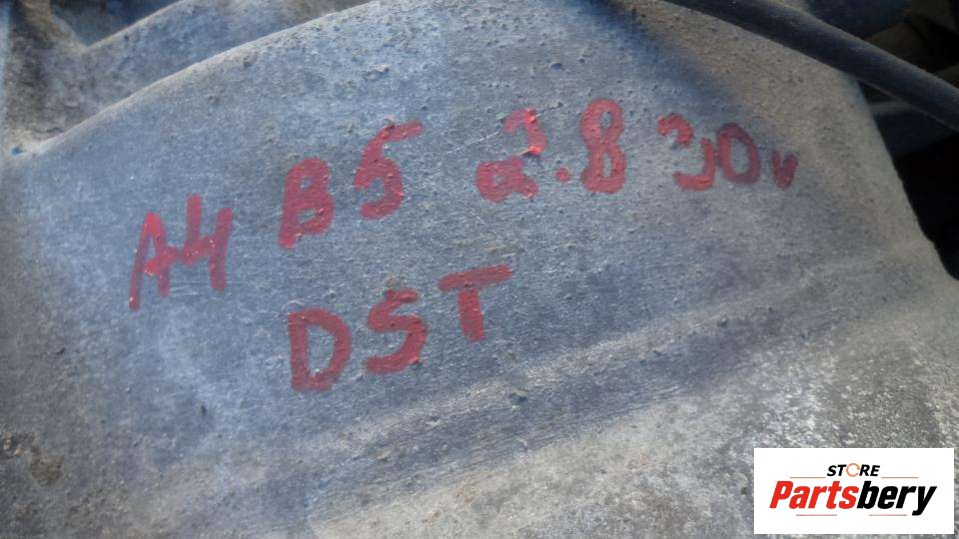 A4 B5 2.8 30v
DST
STORE
Partsbery